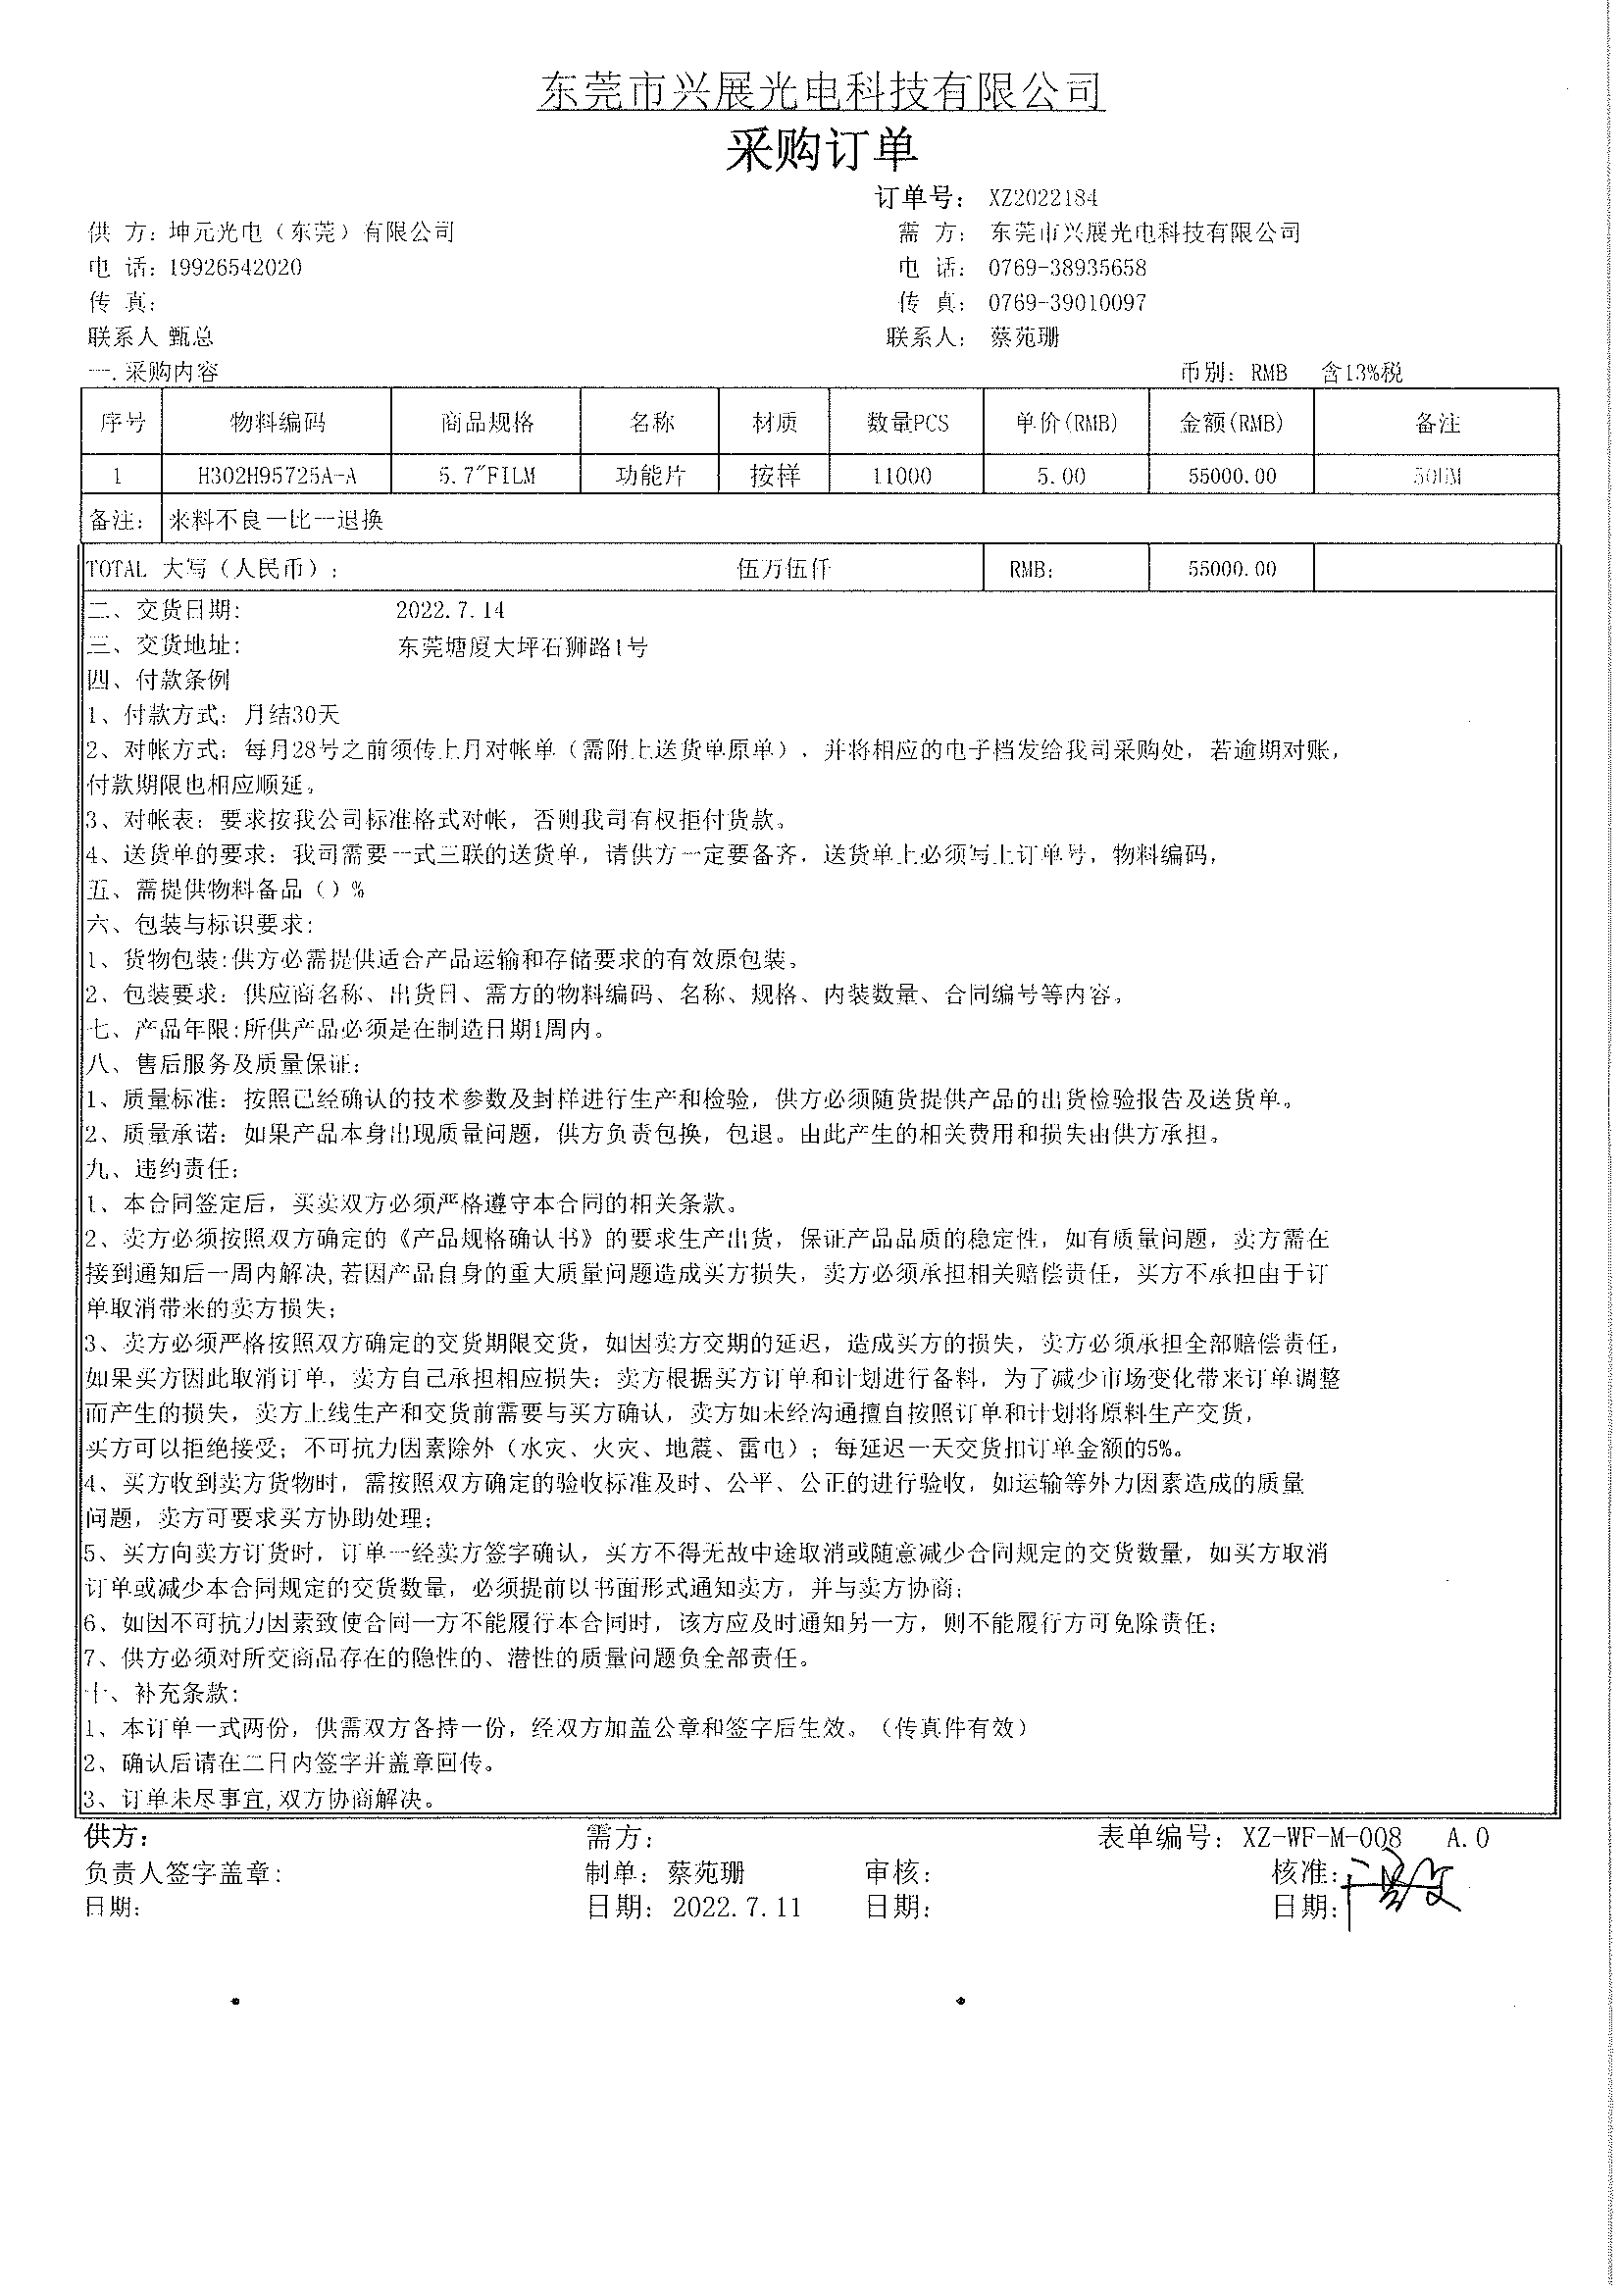 东莞市兴展光电科技有限公司
采购订单
订单号： XZ2022184
供 方：坤元光电（东莞）有限公司 需 方： 东莞市兴展光电科技有限公司
电 话：19926542020 电 话： 0769-38935658
传 真： 传 真： 0769-39010097
联系人 甄总 联系人： 蔡苑珊
一.采购内容 币别：RMB 含13%税
序号 物料编码 商品规格 名称 材质 数量PCS 单价(RMB) 金额(RMB) 备注
1 H302H95725A-A 5.7"FILM 功能片 按样 11000 5.00 55000.00 50UM
备注： 来料不良一比一退换
TOTAL 大写（人民币）： 伍万伍仟 RMB: 55000.00
二、交货日期: 2022.7.14
三、交货地址: 东莞塘厦大坪石狮路1号
四、付款条例
1、付款方式：月结30天
2、对帐方式：每月28号之前须传上月对帐单（需附上送货单原单），并将相应的电子档发给我司采购处，若逾期对账，
付款期限也相应顺延。
3、对帐表：要求按我公司标准格式对帐，否则我司有权拒付货款。
4、送货单的要求：我司需要一式三联的送货单，请供方一定要备齐，送货单上必须写上订单号，物料编码，
五、需提供物料备品（）%
六、包装与标识要求:
1、货物包装:供方必需提供适合产品运输和存储要求的有效原包装。
2、包装要求：供应商名称、出货日、需方的物料编码、名称、规格、内装数量、合同编号等内容。
七、产品年限:所供产品必须是在制造日期1周内。
八、售后服务及质量保证:
1、质量标准：按照已经确认的技术参数及封样进行生产和检验，供方必须随货提供产品的出货检验报告及送货单。
2、质量承诺：如果产品本身出现质量问题，供方负责包换，包退。由此产生的相关费用和损失由供方承担。
九、违约责任:
1、本合同签定后，买卖双方必须严格遵守本合同的相关条款。
2、卖方必须按照双方确定的《产品规格确认书》的要求生产出货，保证产品品质的稳定性，如有质量问题，卖方需在
接到通知后一周内解决,若因产品自身的重大质量问题造成买方损失，卖方必须承担相关赔偿责任，买方不承担由于订
单取消带来的卖方损失；
3、卖方必须严格按照双方确定的交货期限交货，如因卖方交期的延迟，造成买方的损失，卖方必须承担全部赔偿责任，
如果买方因此取消订单，卖方自己承担相应损失；卖方根据买方订单和计划进行备料，为了减少市场变化带来订单调整
而产生的损失，卖方上线生产和交货前需要与买方确认，卖方如未经沟通擅自按照订单和计划将原料生产交货，
买方可以拒绝接受；不可抗力因素除外（水灾、火灾、地震、雷电）；每延迟一天交货扣订单金额的5%。
4、买方收到卖方货物时，需按照双方确定的验收标准及时、公平、公正的进行验收，如运输等外力因素造成的质量
问题，卖方可要求买方协助处理；
5、买方向卖方订货时，订单一经卖方签字确认，买方不得无故中途取消或随意减少合同规定的交货数量，如买方取消
订单或减少本合同规定的交货数量，必须提前以书面形式通知卖方，并与卖方协商；
6、如因不可抗力因素致使合同一方不能履行本合同时，该方应及时通知另一方，则不能履行方可免除责任；
7、供方必须对所交商品存在的隐性的、潜性的质量问题负全部责任。
十、补充条款:
1、本订单一式两份，供需双方各持一份，经双方加盖公章和签字后生效。（传真件有效）
2、确认后请在二日内签字并盖章回传。
3、订单未尽事宜,双方协商解决。
供方： 需方： 表单编号：XZ-WF-M-008 A.0
负责人签字盖章： 制单：蔡苑珊 审核： 核准：
日期： 日期：2022.7.11 日期： 日期：